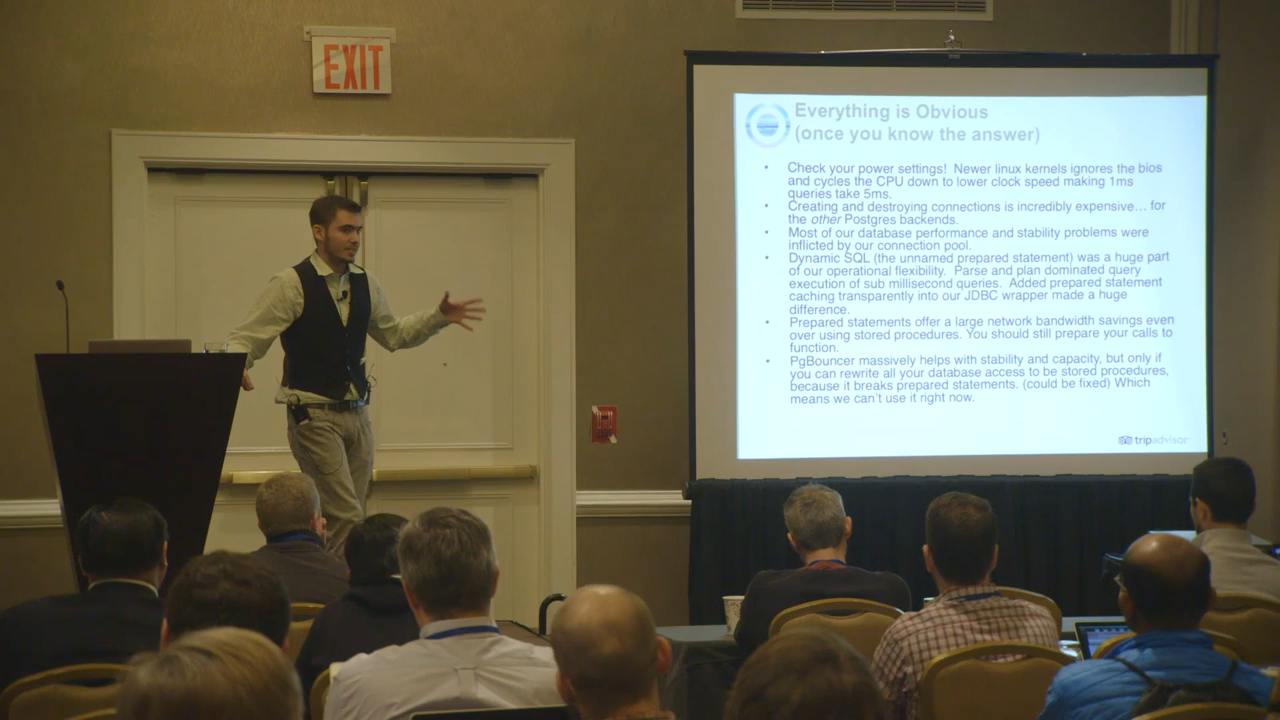 EXIT
Everything is Obvious
(once you know the answer)
• Check your power settings! Newer linux kernels ignores the bios
and cycles the CPU down to lower clock speed making 1ms
queries take 5ms.
• Creating and destroying connections is incredibly expensive... for
the other Postgres backends.
• Most of our database performance and stability problems were
inflicted by our connection pool.
• Dynamic SQL (the unnamed prepared statement) was a huge part
of our operational flexibility. Parse and plan dominated query
execution of sub millisecond queries. Added prepared statement
caching transparently into our JDBC wrapper made a huge
difference.
• Prepared statements offer a large network bandwidth savings even
over using stored procedures. You should still prepare your calls to
function.
• PgBouncer massively helps with stability and capacity, but only if
you can rewrite all your database access to be stored procedures,
because it breaks prepared statements. (could be fixed) Which
means we can't use it right now.
tripadvisor